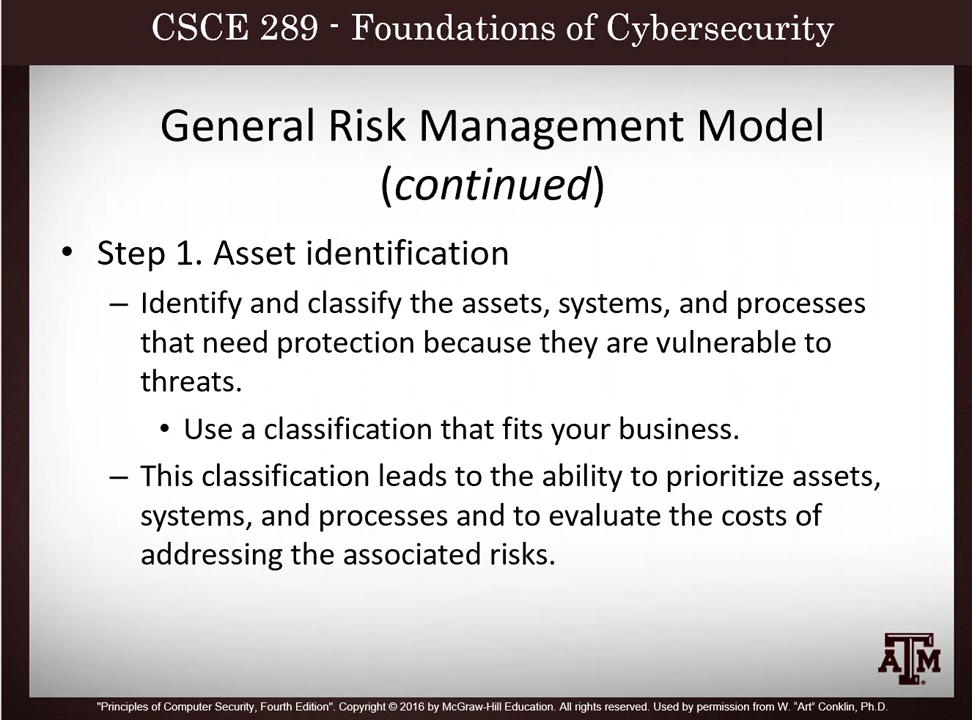 CSCE 289 - Foundations of Cybersecurity
General Risk Management Model
(continued)
• Step 1. Asset identification
– Identify and classify the assets, systems, and processes
that need protection because they are vulnerable to
threats.
• Use a classification that fits your business.
– This classification leads to the ability to prioritize assets,
systems, and processes and to evaluate the costs of
addressing the associated risks.
ATM
"Principles of Computer Security, Fourth Edition". Copyright © 2016 by McGraw-Hill Education. All rights reserved. Used by permission from W. "Art" Conklin, Ph.D.